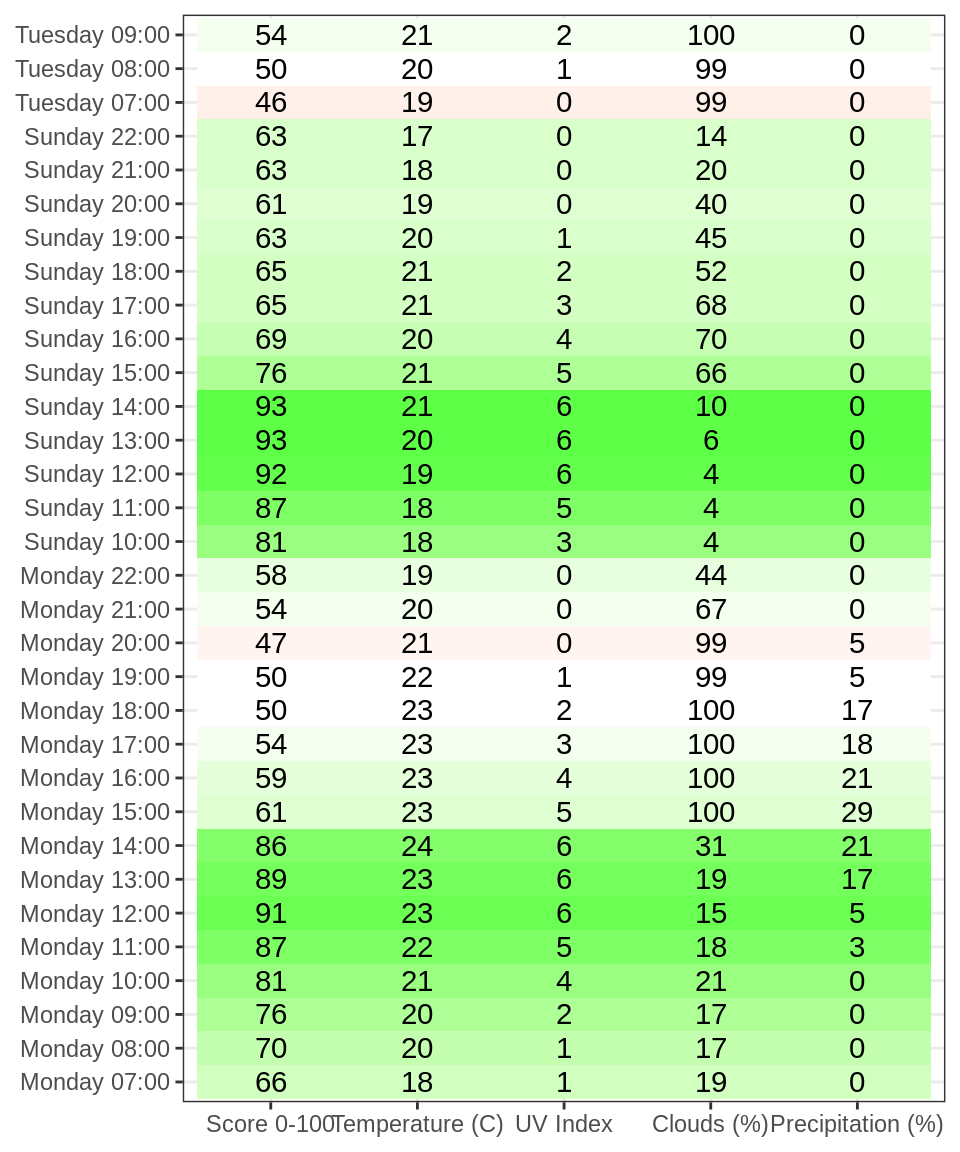 Tuesday 09:00 54 21 2 100 0
Tuesday 08:00 50 20 1 99 0
Tuesday 07:00 46 19 0 99 0
Sunday 22:00 63 17 0 14 0
Sunday 21:00 63 18 0 20 0
Sunday 20:00 61 19 0 40 0
Sunday 19:00 63 20 1 45 0
Sunday 18:00 65 21 2 52 0
Sunday 17:00 65 21 3 68 0
Sunday 16:00 69 20 4 70 0
Sunday 15:00 76 21 5 66 0
Sunday 14:00 93 21 6 10 0
Sunday 13:00 93 20 6 6 0
Sunday 12:00 92 19 6 4 0
Sunday 11:00 87 18 5 4 0
Sunday 10:00 81 18 3 4 0
Monday 22:00 58 19 0 44 0
Monday 21:00 54 20 0 67 0
Monday 20:00 47 21 0 99 5
Monday 19:00 50 22 1 99 5
Monday 18:00 50 23 2 100 17
Monday 17:00 54 23 3 100 18
Monday 16:00 59 23 4 100 21
Monday 15:00 61 23 5 100 29
Monday 14:00 86 24 6 31 21
Monday 13:00 89 23 6 19 17
Monday 12:00 91 23 6 15 5
Monday 11:00 87 22 5 18 3
Monday 10:00 81 21 4 21 0
Monday 09:00 76 20 2 17 0
Monday 08:00 70 20 1 17 0
Monday 07:00 66 18 1 19 0
Score 0-100 Temperature (C) UV Index Clouds (%) Precipitation (%)